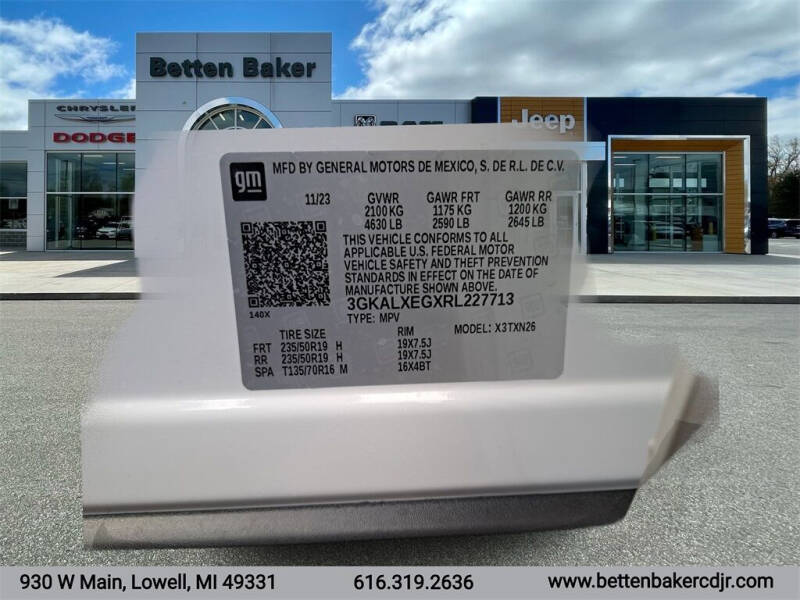 Betten Baker
CHRYSLER
DODGE
RAM
Jeep
gm
MFD BY GENERAL MOTORS DE MEXICO, S. DE R.L. DE C.V.
11/23 GVWR GAWR FRT GAWR RR
2100 KG 1175 KG 1200 KG
4630 LB 2590 LB 2645 LB
THIS VEHICLE CONFORMS TO ALL
APPLICABLE U.S. FEDERAL MOTOR
VEHICLE SAFETY AND THEFT PREVENTION
STANDARDS IN EFFECT ON THE DATE OF
MANUFACTURE SHOWN ABOVE.
3GKALXEGXRL227713
140X TYPE: MPV MODEL: X3TXN26
TIRE SIZE RIM
FRT 235/50R19 H 19X7.5J
RR 235/50R19 H 19X7.5J
SPA T135/70R16 M 16X4BT
930 W Main, Lowell, MI 49331 616.319.2636 www.bettenbakercdjr.com